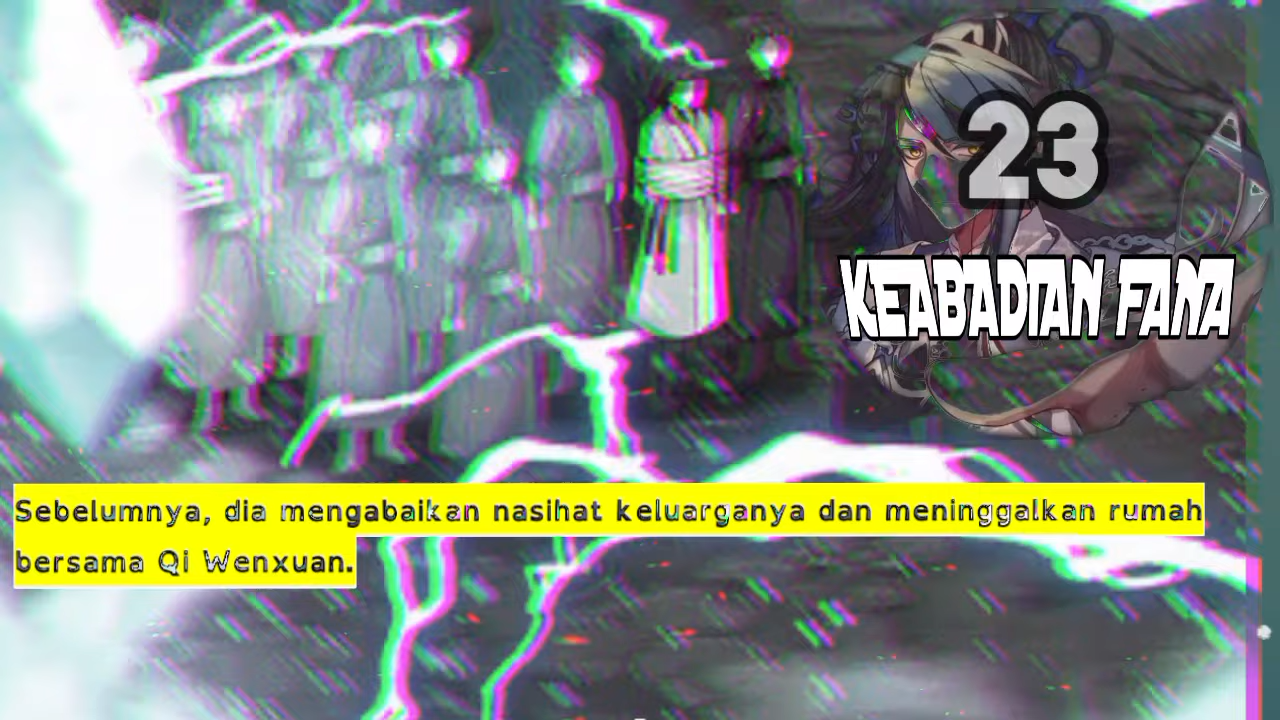 23
KEABADIAN FANA
Sebelumnya, dia mengabaikan nasihat keluarganya dan meninggalkan rumah
bersama Qi Wenxuan.